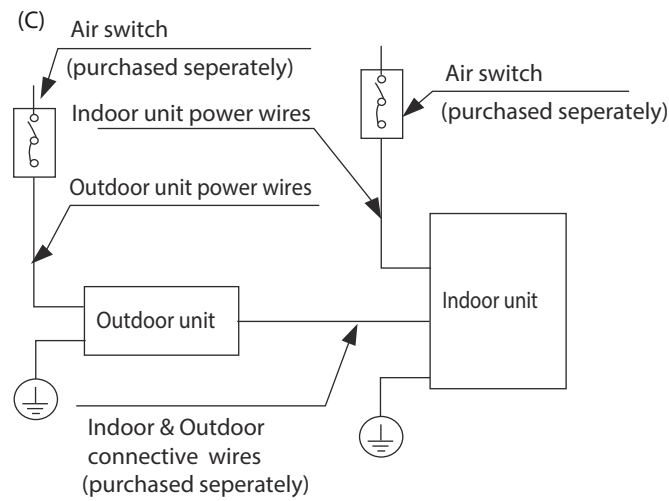 (C)
Air switch
(purchased seperately)
Air switch
(purchased seperately)
Indoor unit power wires
Outdoor unit power wires
Outdoor unit
Indoor unit
Indoor & Outdoor
connective wires
(purchased seperately)